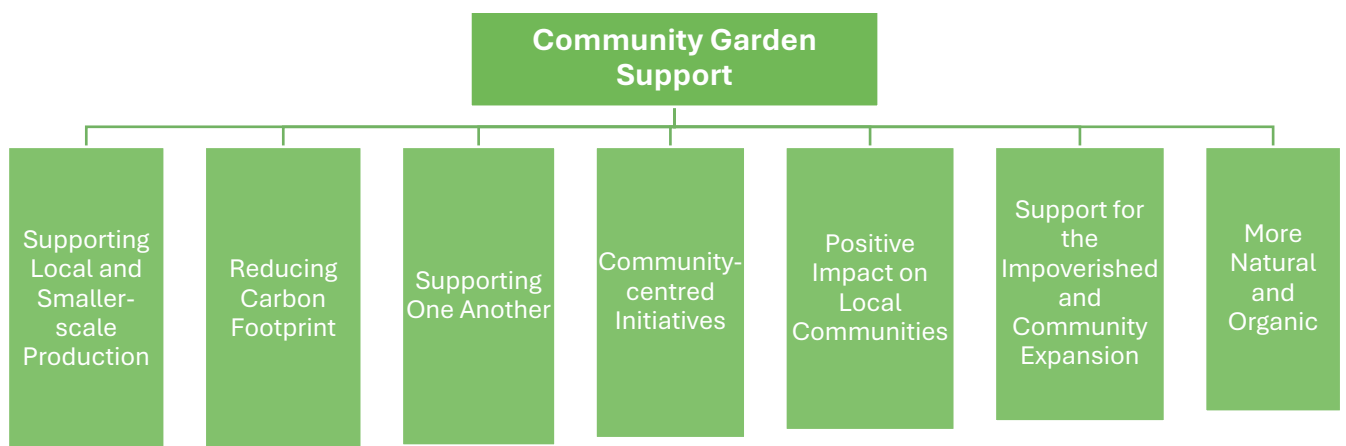 Community Garden
Support
Supporting
Local and
Smaller-
scale
Production
Reducing
Carbon
Footprint
Supporting
One Another
Community-
centred
Initiatives
Positive
Impact on
Local
Communities
Support for
the
Impoverished
and
Community
Expansion
More
Natural
and
Organic